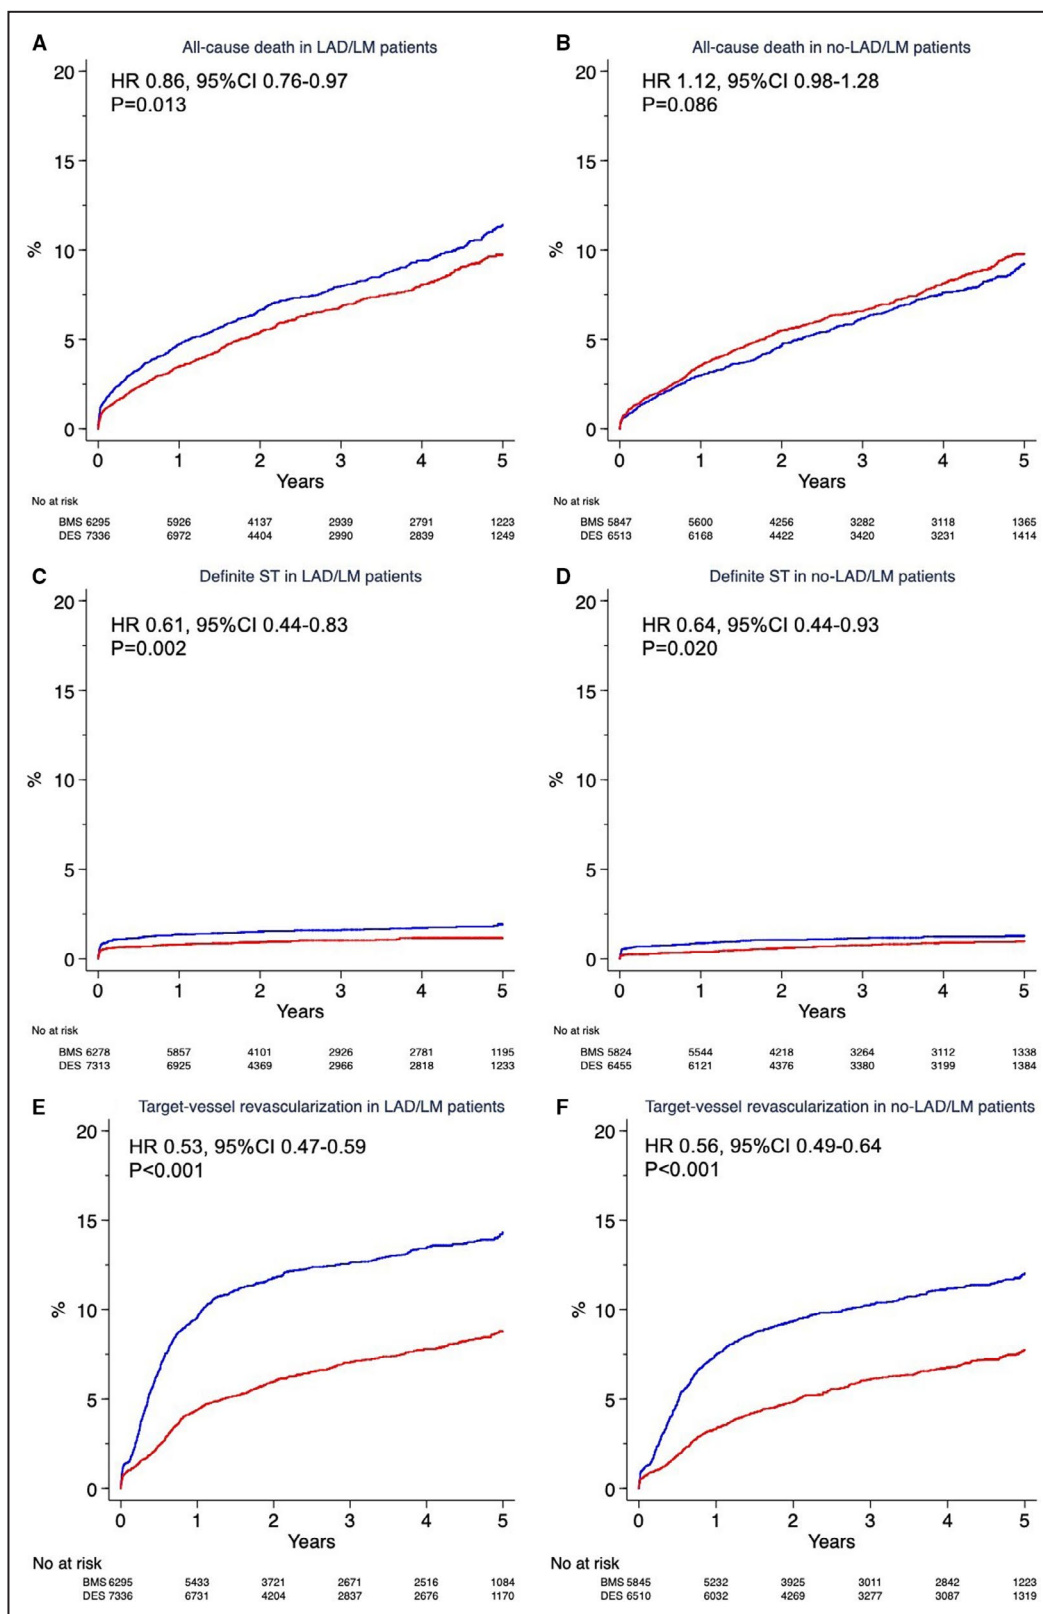 A
All-cause death in LAD/LM patients
HR 0.86, 95%CI 0.76-0.97
P=0.013
20
15
10
5
0
%
0 1 2 3 4 5
Years
No at risk
BMS 6295 5926 4137 2939 2791 1223
DES 7336 6972 4404 2990 2839 1249
B
All-cause death in no-LAD/LM patients
HR 1.12, 95%CI 0.98-1.28
P=0.086
20
15
10
5
0
%
0 1 2 3 4 5
Years
No at risk
BMS 5847 5600 4256 3282 3118 1365
DES 6513 6168 4422 3420 3231 1414
C
Definite ST in LAD/LM patients
HR 0.61, 95%CI 0.44-0.83
P=0.002
20
15
10
5
0
%
0 1 2 3 4 5
Years
No at risk
BMS 6278 5857 4101 2926 2781 1195
DES 7313 6925 4369 2966 2818 1233
D
Definite ST in no-LAD/LM patients
HR 0.64, 95%CI 0.44-0.93
P=0.020
20
15
10
5
0
%
0 1 2 3 4 5
Years
No at risk
BMS 5824 5544 4218 3264 3112 1338
DES 6455 6121 4376 3380 3199 1384
E
Target-vessel revascularization in LAD/LM patients
HR 0.53, 95%CI 0.47-0.59
P<0.001
20
15
10
5
0
%
0 1 2 3 4 5
Years
No at risk
BMS 6295 5433 3721 2671 2516 1084
DES 7336 6731 4204 2837 2676 1170
F
Target-vessel revascularization in no-LAD/LM patients
HR 0.56, 95%CI 0.49-0.64
P<0.001
20
15
10
5
0
%
0 1 2 3 4 5
Years
No at risk
BMS 5845 5232 3925 3011 2842 1223
DES 6510 6032 4269 3277 3087 1319